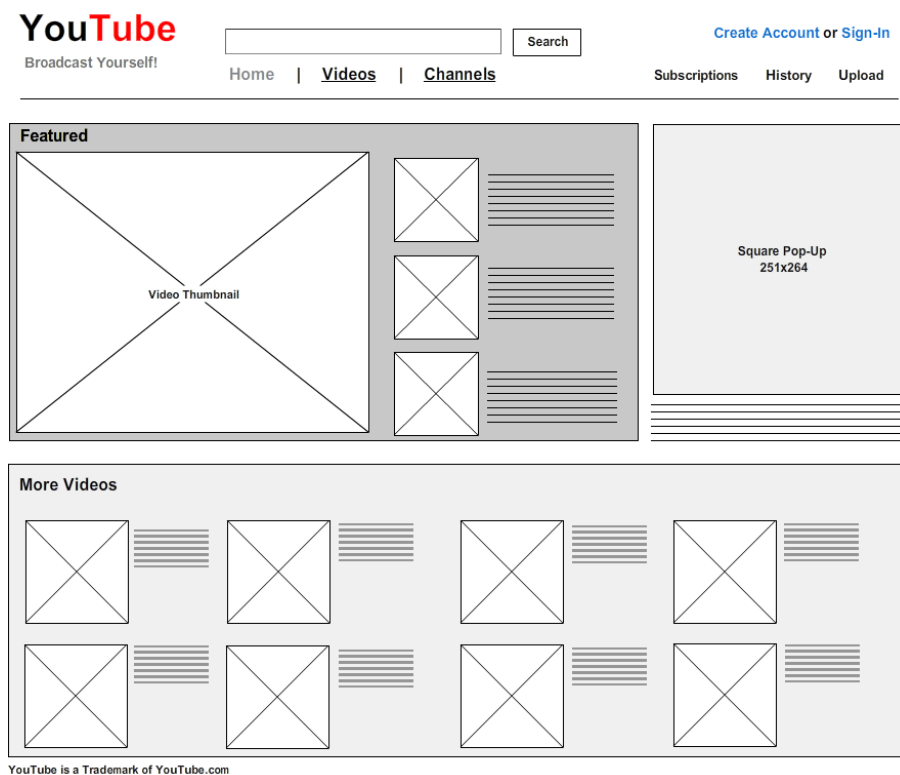 YouTube
Broadcast Yourself!
Search
Create Account or Sign-In
Home | Videos | Channels
Subscriptions History Upload
Featured
Video Thumbnail
Square Pop-Up
251x264
More Videos
YouTube is a Trademark of YouTube.com